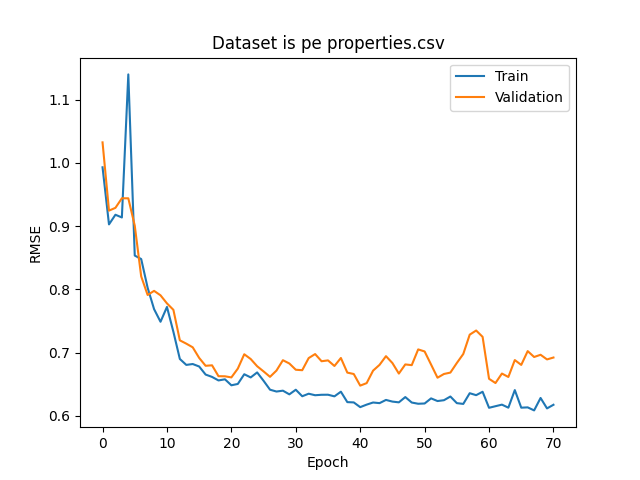 Dataset is pe properties.csv
Train
Validation
1.1
1.0
0.9
0.8
0.7
0.6
RMSE
0 10 20 30 40 50 60 70
Epoch